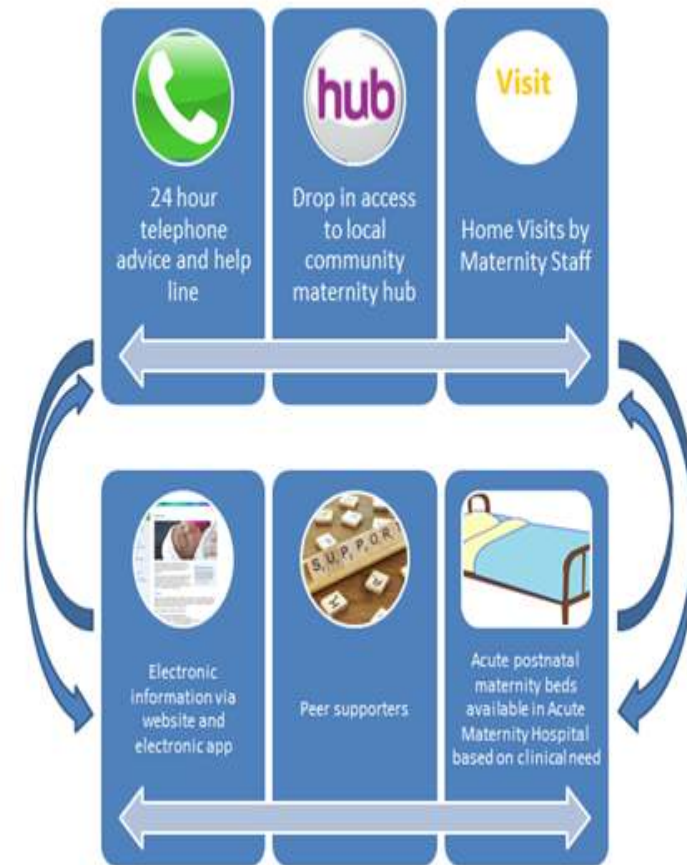 hub
Visit
24 hour
telephone
advice and help
line
Drop in access
to local
community
maternity hub
Home Visits by
Maternity Staff
SUPPORT
Electronic
information via
website and
electronic app
Peer supporters
Acute postnatal
maternity beds
available in Acute
Maternity Hospital
based on clinical need